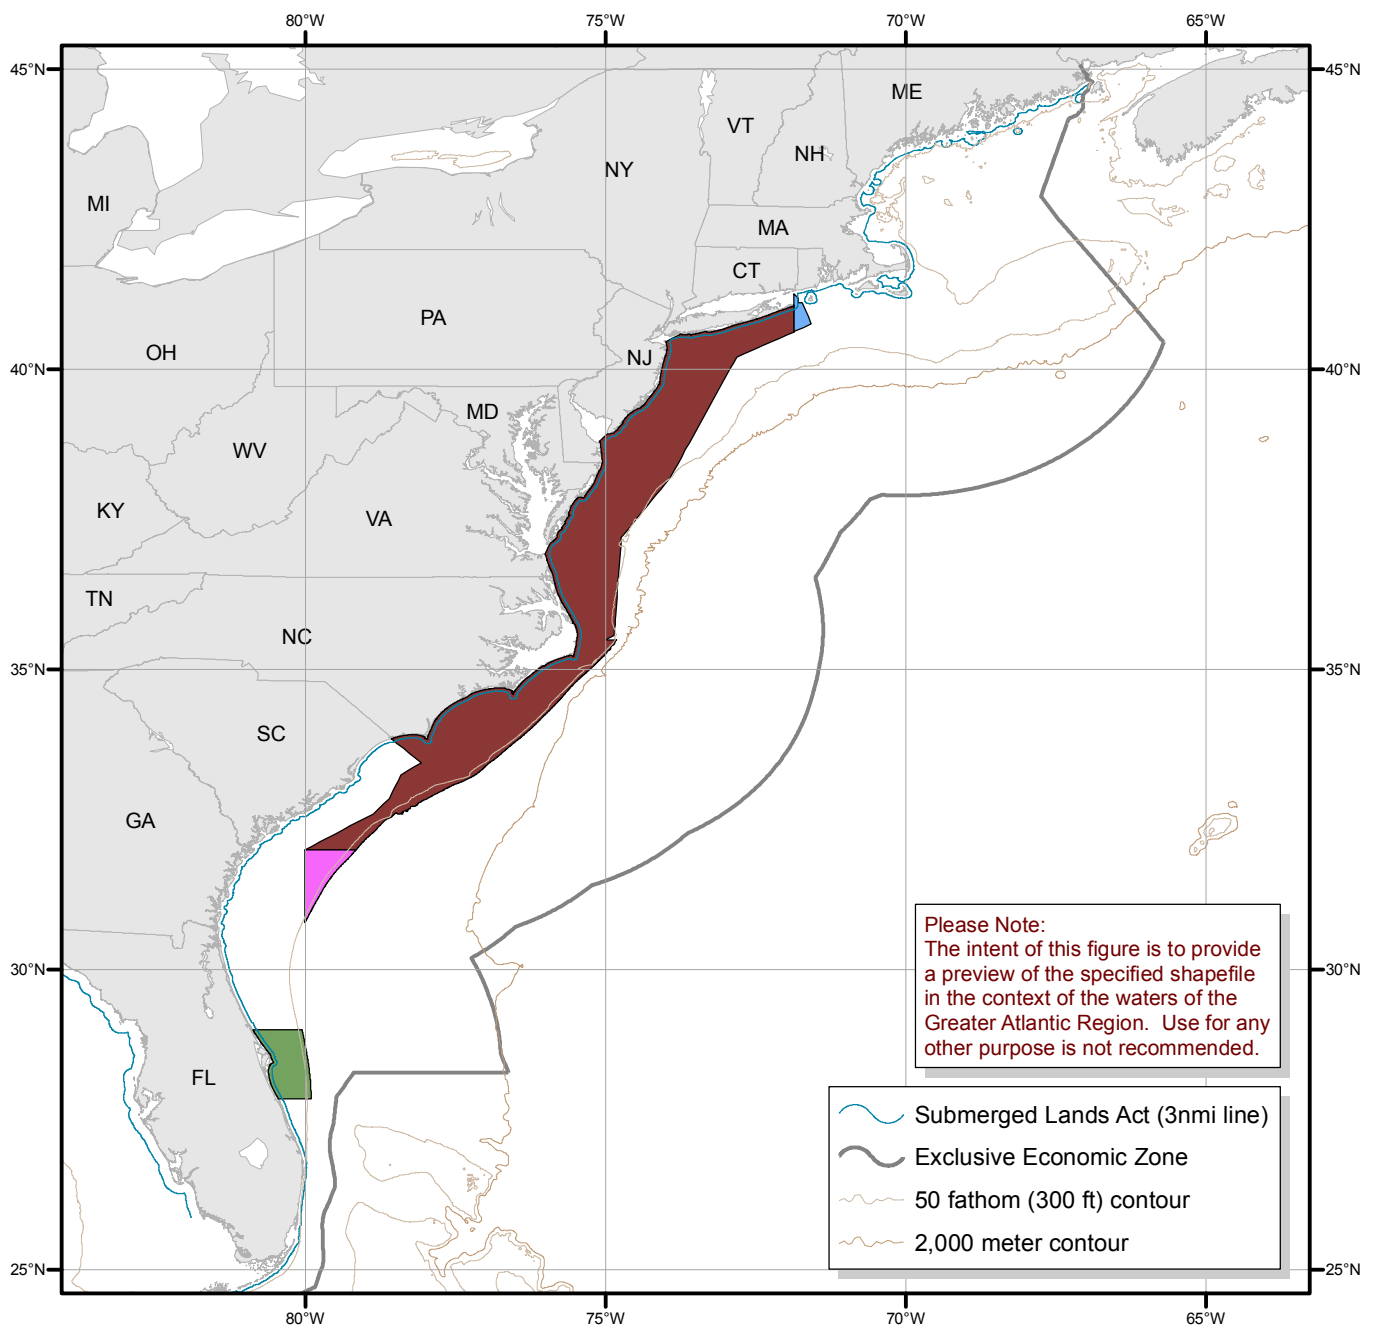 80°W
75°W
70°W
65°W
45°N
45°N
ME
VT
NH
NY
MI
MA
CT
PA
OH
NJ
40°N
40°N
MD
WV
KY
VA
TN
NC
35°N
35°N
SC
GA
30°N
30°N
FL
Please Note:
The intent of this figure is to provide
a preview of the specified shapefile
in the context of the waters of the
Greater Atlantic Region. Use for any
other purpose is not recommended.
Submerged Lands Act (3nmi line)
Exclusive Economic Zone
50 fathom (300 ft) contour
2,000 meter contour
25°N
25°N
80°W
75°W
70°W
65°W